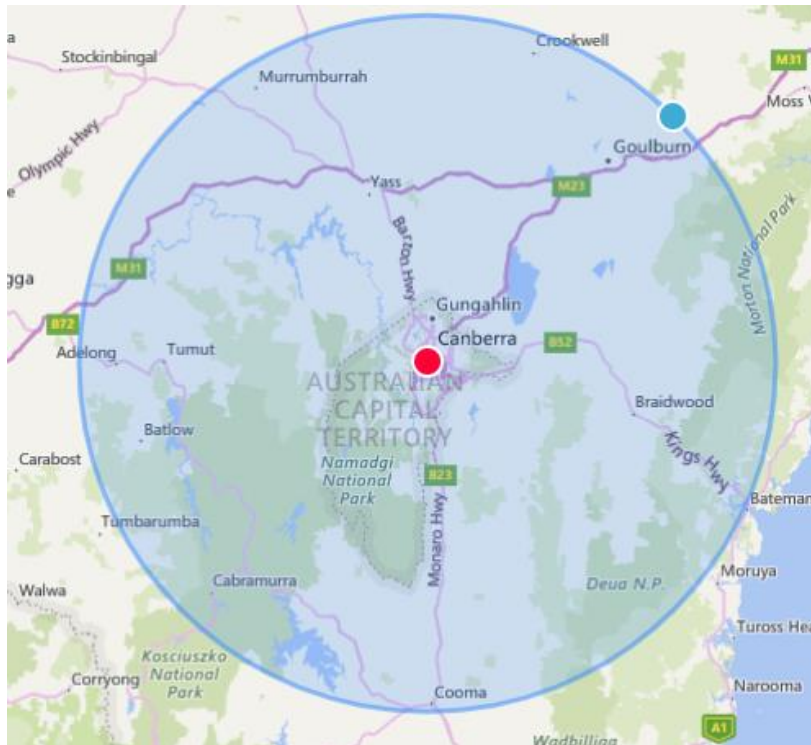 Crookwell
Stockinbingal
M31
Murrumburrah
Moss
Olympic Hwy
Goulburn
Yass
M23
Barton Hwy
Morton National Park
M31
gga
Gungahlin
B72
Canberra
B52
Adelong
Tumut
AUSTRALIAN
CAPITAL
TERRITORY
Braidwood
Batlow
Kings Hwy
Carabost
Namadgi
National
Park
B23
Bateman
Tumbarumba
Monaro Hwy
Cabramurra
Deua N.P.
Moruya
Walwa
Tuross Hea
Kosciuszko
National
Park
Corryong
Cooma
Narooma
A1
Wadbilliga